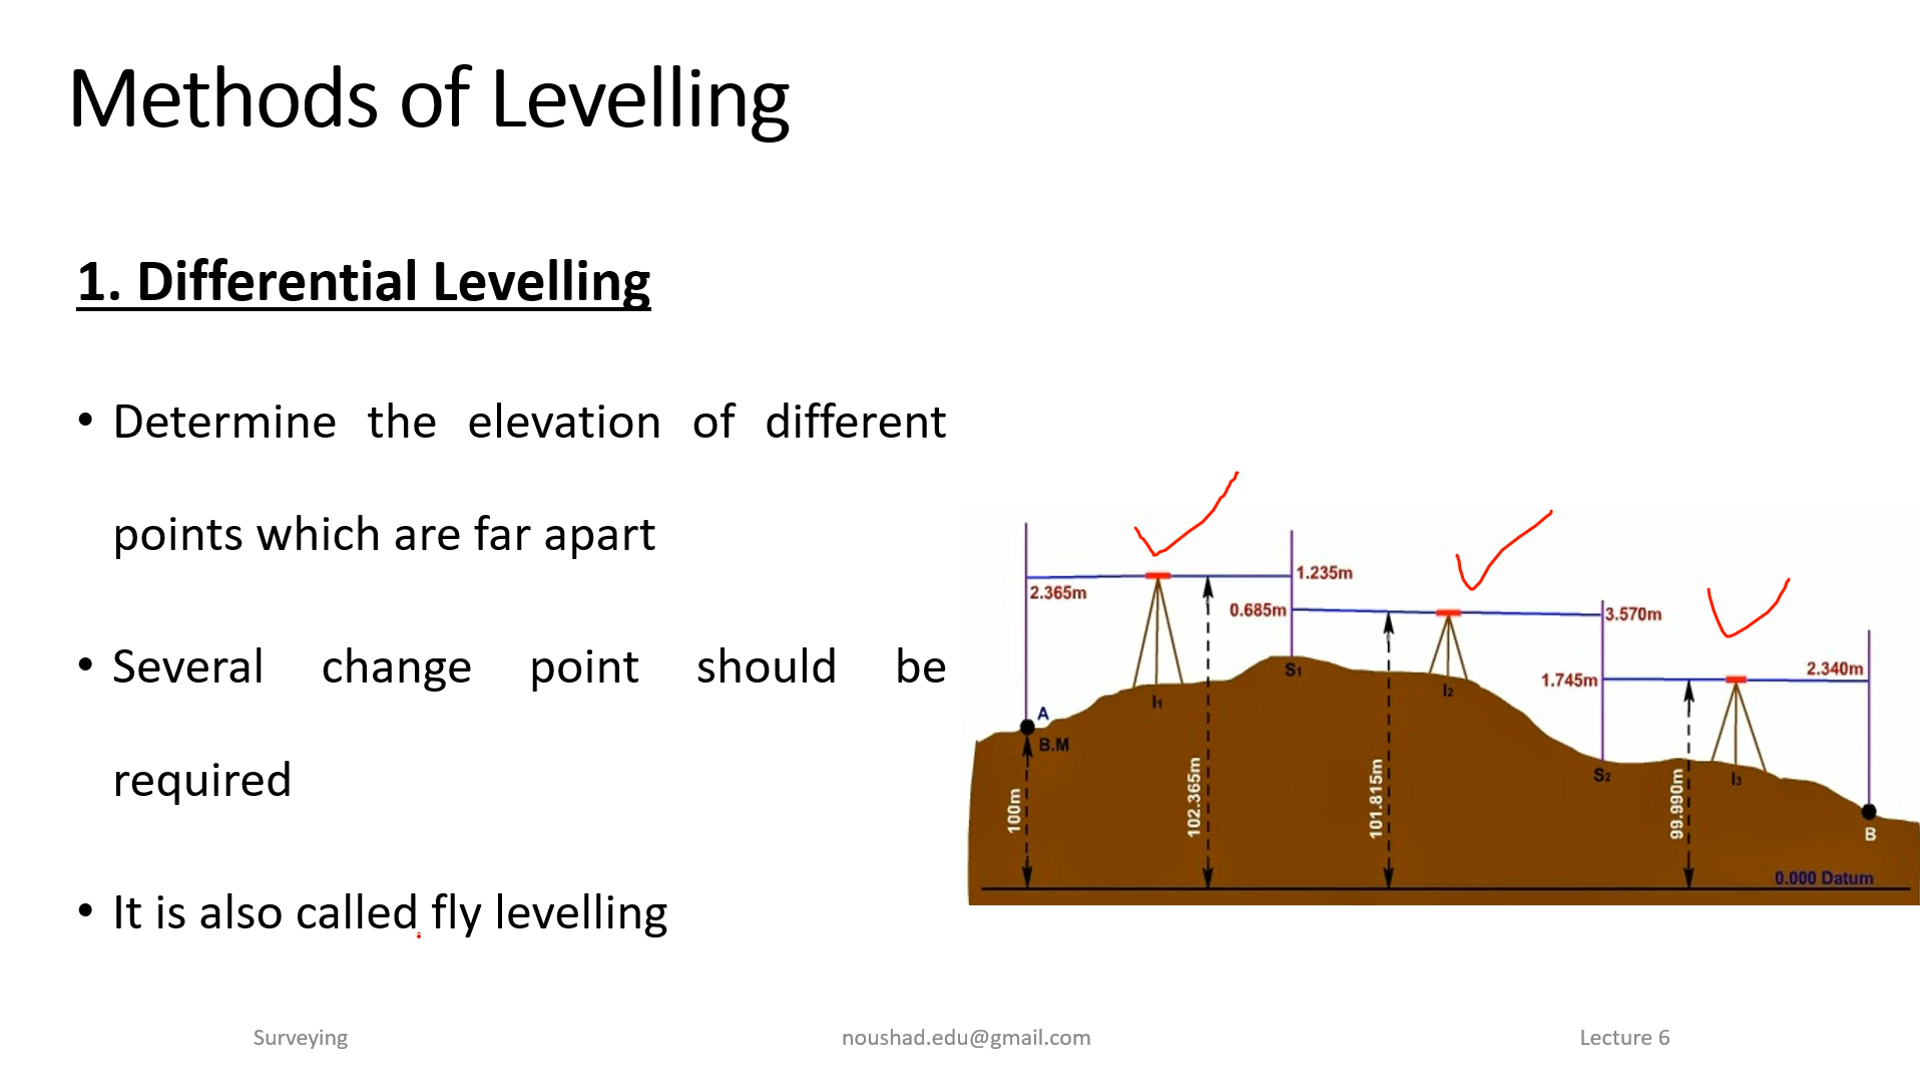 Methods of Levelling
1. Differential Levelling
• Determine the elevation of different
points which are far apart
• Several change point should be
required
• It is also called fly levelling
2.365m
1.235m
0.685m
3.570m
1.745m
2.340m
A
B.M
I₁
S₁
I₂
S₂
I₃
B
100m
102.365m
101.815m
99.990m
0.000 Datum
Surveying
noushad.edu@gmail.com
Lecture 6